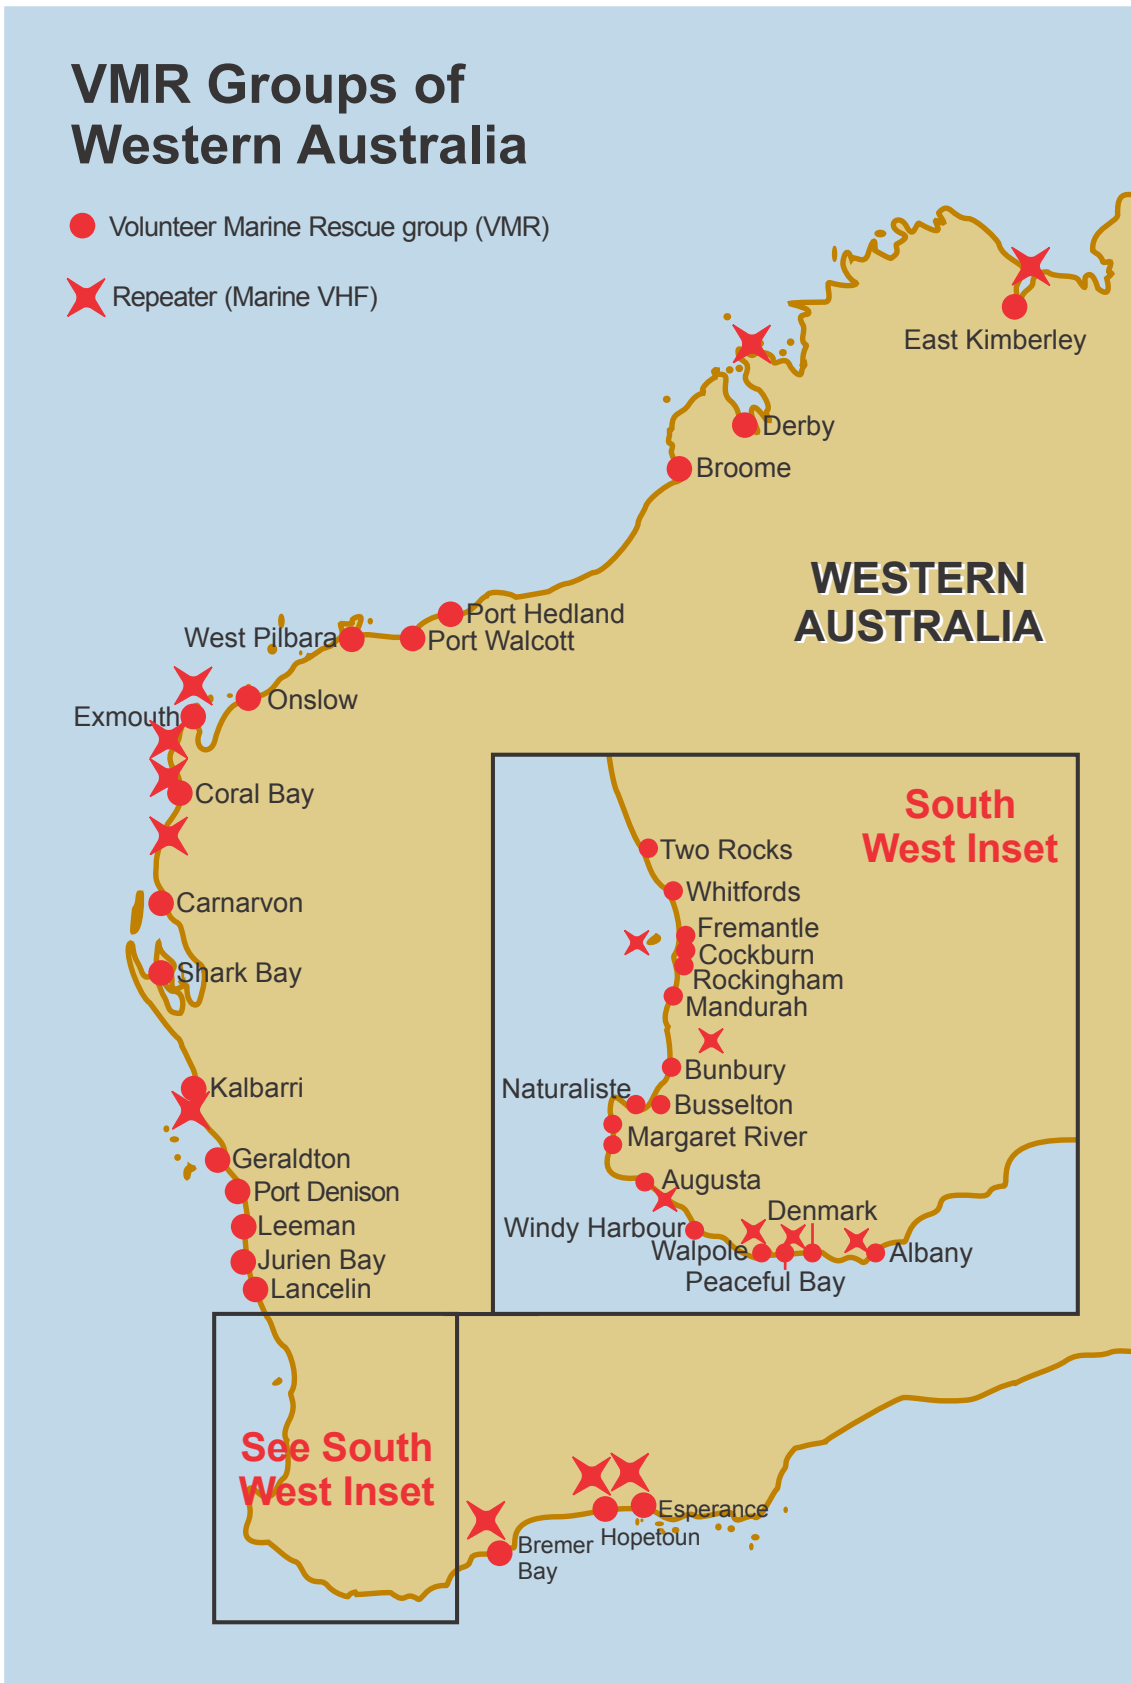 VMR Groups of
Western Australia
Volunteer Marine Rescue group (VMR)
Repeater (Marine VHF)
East Kimberley
Derby
Broome
WESTERN
AUSTRALIA
Port Hedland
West Pilbara
Port Walcott
Onslow
Exmouth
Coral Bay
Carnarvon
Shark Bay
Kalbarri
Geraldton
Port Denison
Leeman
Jurien Bay
Lancelin
South
West Inset
Two Rocks
Whitfords
Fremantle
Cockburn
Rockingham
Mandurah
Bunbury
Naturaliste
Busselton
Margaret River
Augusta
Denmark
Windy Harbour
Walpole
Albany
Peaceful Bay
See South
West Inset
Esperance
Hopetoun
Bremer
Bay